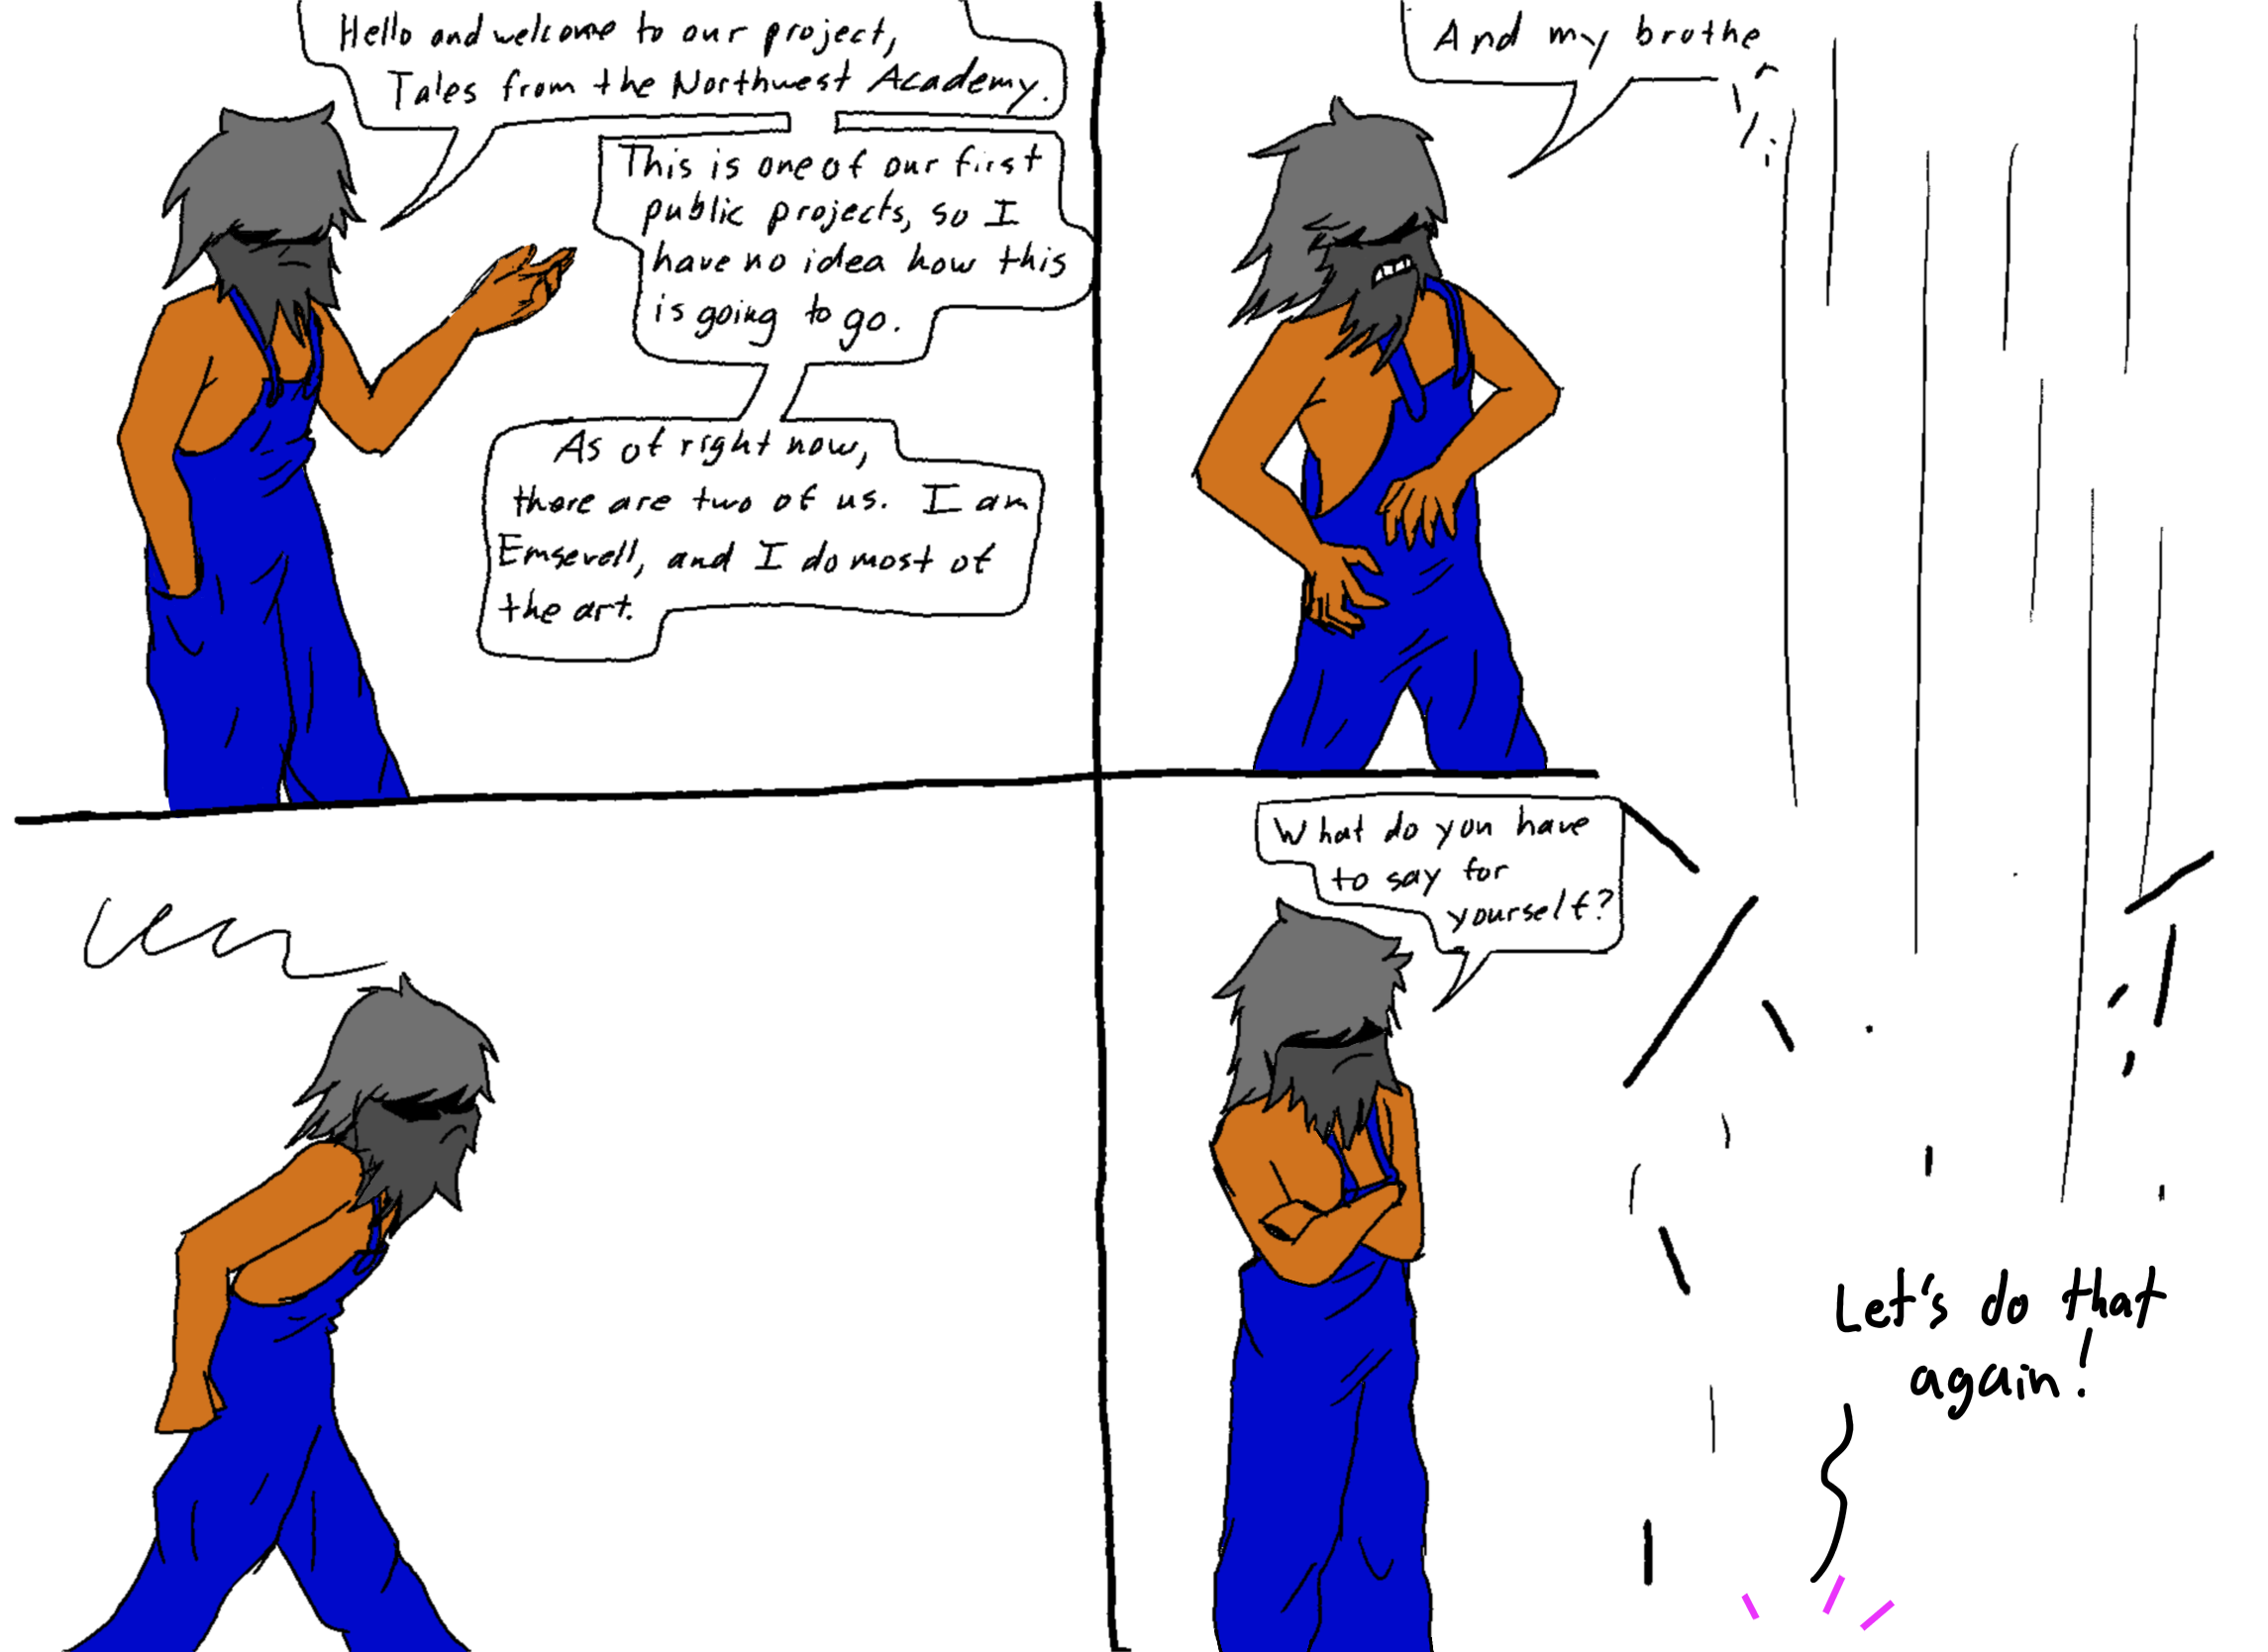 Hello and welcome to our project,
Tales from the Northwest Academy.
This is one of our first
public projects, so I
have no idea how this
is going to go.
As of right now,
there are two of us. I am
Emsevell, and I do most of
the art.
And my brother
What do you have
to say for
yourself?
Let's do that
again!